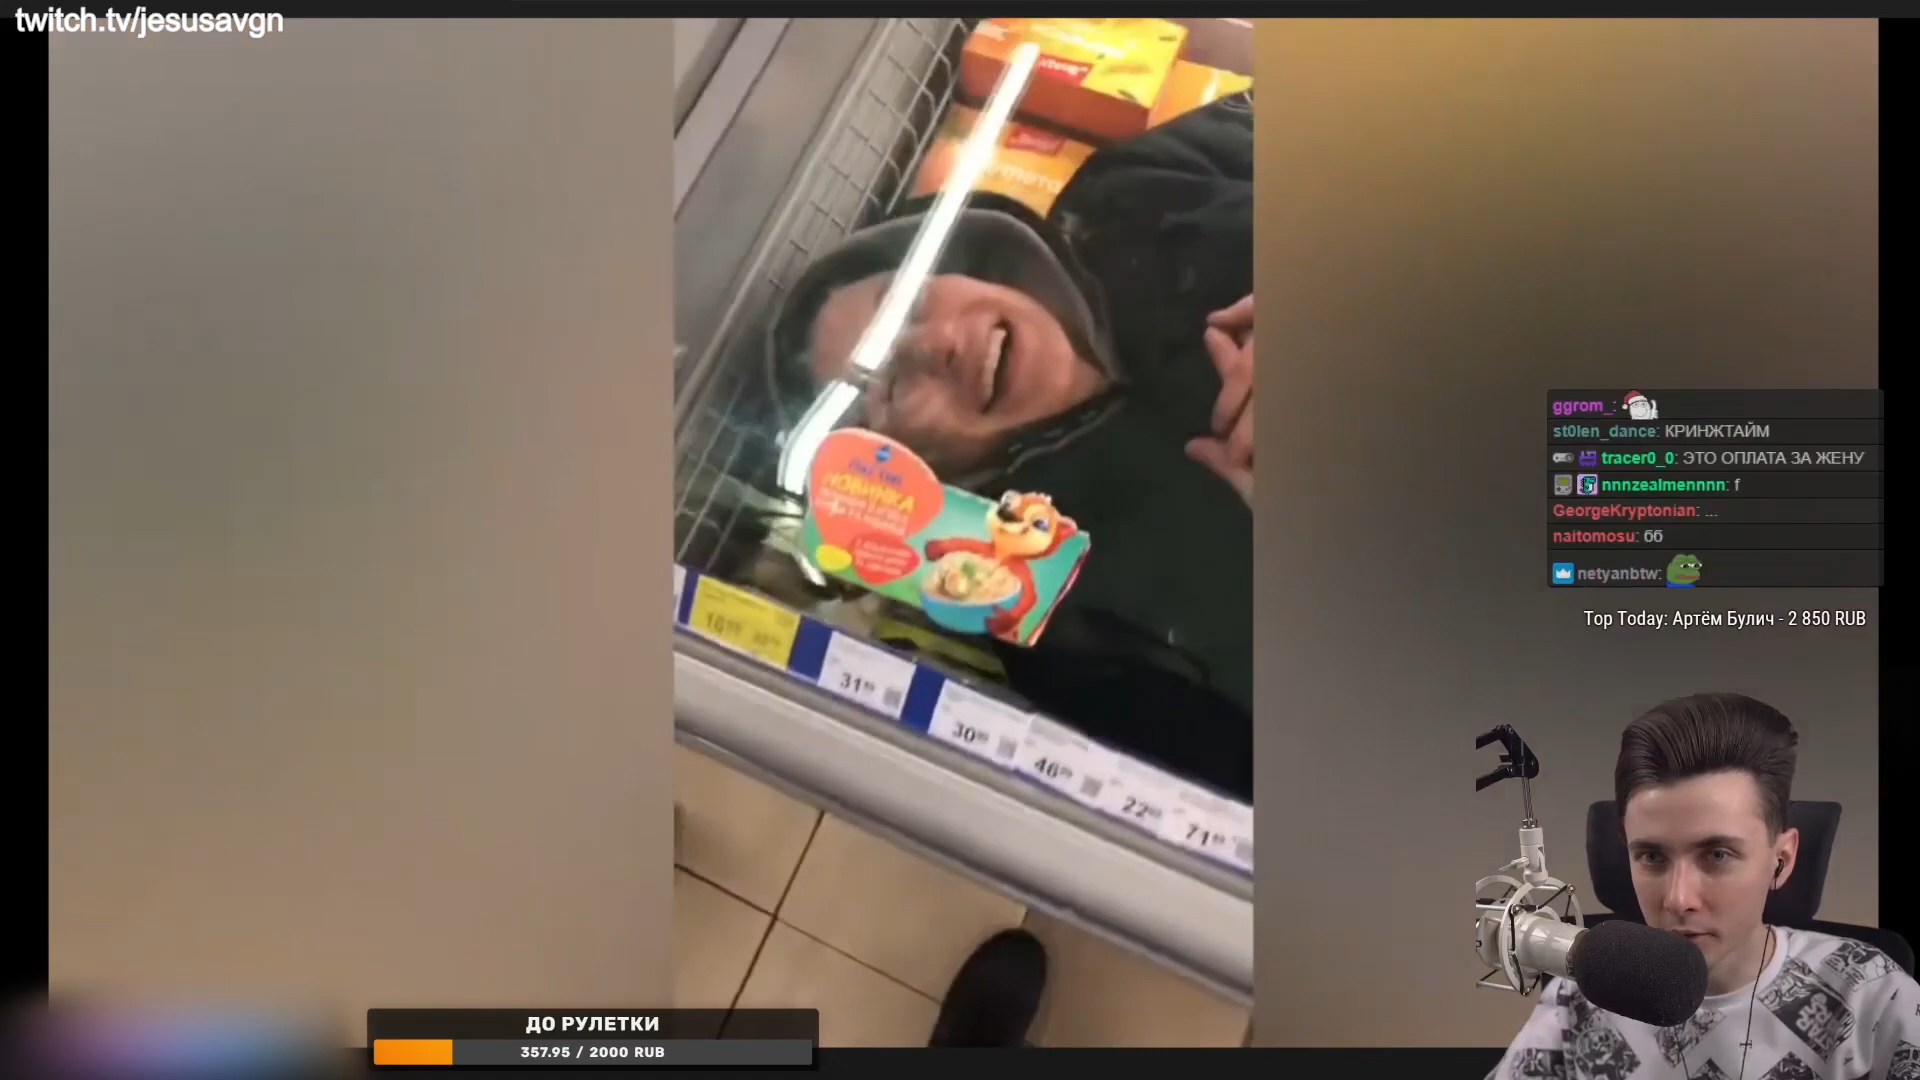 twitch.tv/jesusavgn
НОВИНКА
31
30
46
22
71
ggrom_:
st0len_dance: КРИНЖТАЙМ
tracer0_0: ЭТО ОПЛАТА ЗА ЖЕНУ
nnnzealmennnn: f
GeorgeKryptonian: ...
naitomosu: 66
netyanbtw:
Top Today: Артём Булич - 2 850 RUB
ДО РУЛЕТКИ
357.95 / 2000 RUB